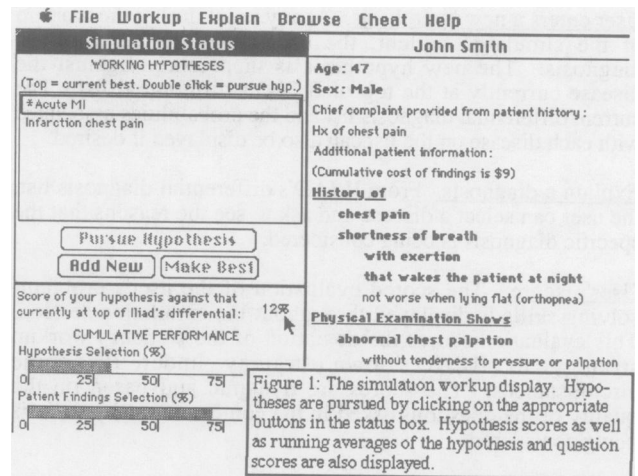 File Workup Explain Browse Cheat Help
Simulation Status
WORKING HYPOTHESES
(Top = current best. Double click = pursue hyp.)
*Acute MI
Infarction chest pain
Pursue Hypothesis
Add New Make Best
Score of your hypothesis against that
currently at top of Iliad's differential: 12%
CUMULATIVE PERFORMANCE
Hypothesis Selection (%)
0 25 50 75
Patient Findings Selection (%)
0 25 50 75
John Smith
Age: 47
Sex: Male
Chief complaint provided from patient history:
Hx of chest pain
Additional patient information:
(Cumulative cost of findings is $9)
History of
chest pain
shortness of breath
with exertion
that wakes the patient at night
not worse when lying flat (orthopnea)
Physical Examination Shows
abnormal chest palpation
without tenderness to pressure or palpation
Figure 1: The simulation workup display. Hypo-
theses are pursued by clicking on the appropriate
buttons in the status box. Hypothesis scores as well
as running averages of the hypothesis and question
scores are also displayed.